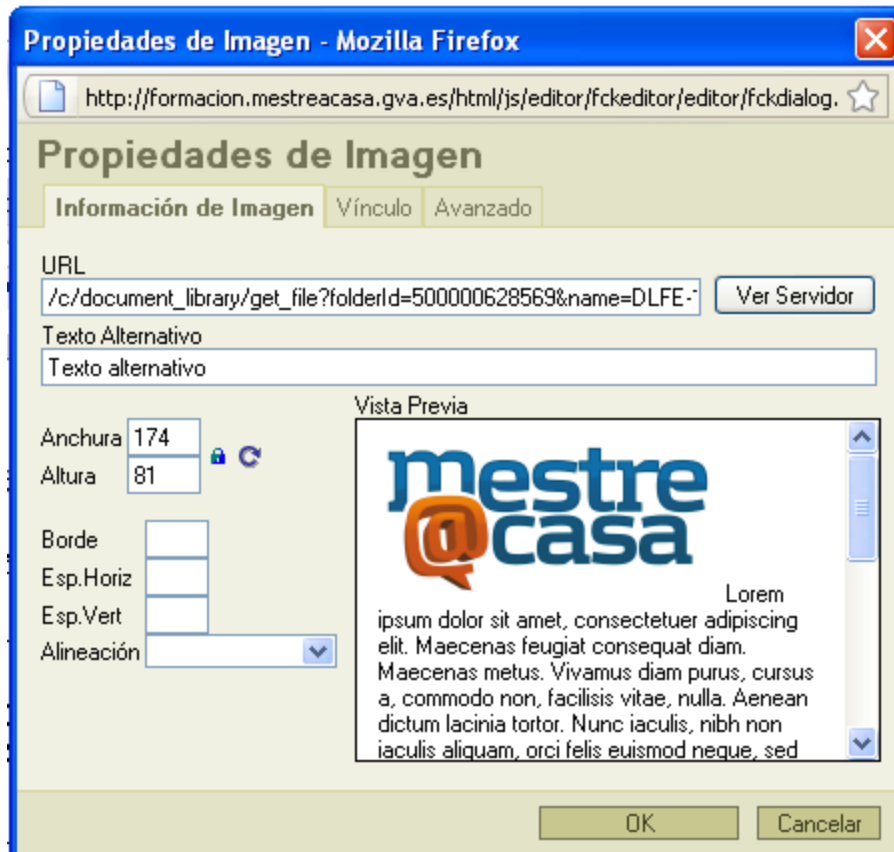 Propiedades de Imagen - Mozilla Firefox
http://formacion.mestreacasa.gva.es/html/js/editor/fckeditor/editor/fckdialog.
Propiedades de Imagen
Información de Imagen Vínculo Avanzado
URL
/c/document_library/get_file?folderId=500000628569&name=DLFE- Ver Servidor
Texto Alternativo
Texto alternativo
Vista Previa
Anchura 174
Altura 81
Borde
Esp.Horiz
Esp.Vert
Alineación
mestre
@casa
Lorem
ipsum dolor sit amet, consectetuer adipiscing
elit. Maecenas feugiat consequat diam.
Maecenas metus. Vivamus diam purus, cursus
a, commodo non, facilisis vitae, nulla. Aenean
dictum lacinia tortor. Nunc iaculis, nibh non
iaculis aliquam, orci felis euismod neque, sed
OK Cancelar